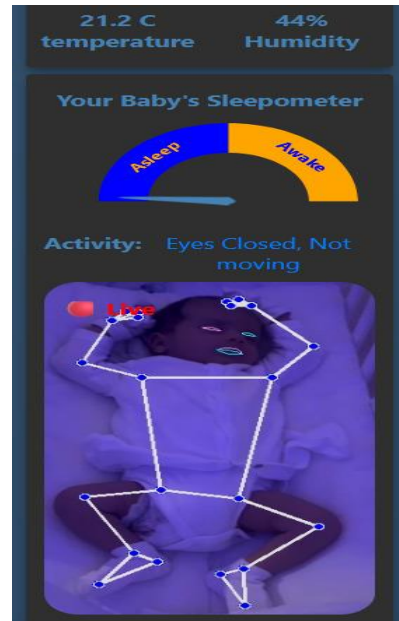 21.2 C 44%
temperature Humidity
Your Baby's Sleepometer
Asleep Awake
Activity: Eyes Closed, Not
moving
Live